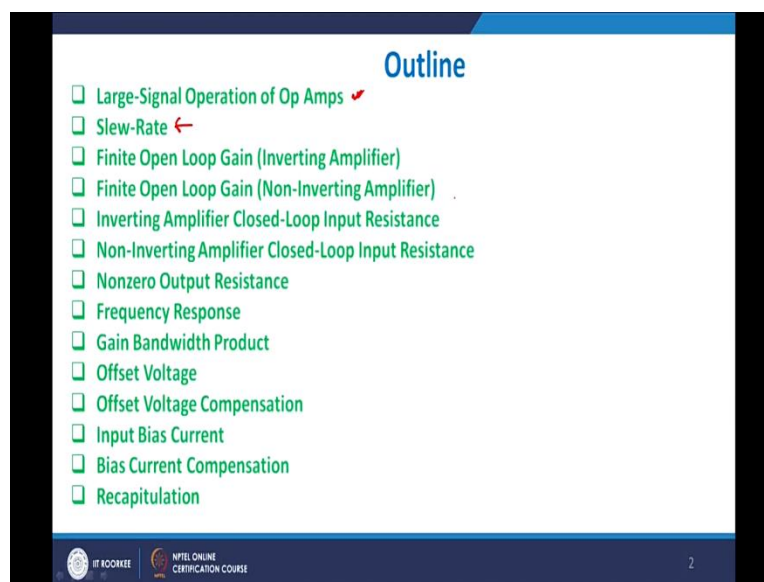 Outline
Large-Signal Operation of Op Amps
Slew-Rate
Finite Open Loop Gain (Inverting Amplifier)
Finite Open Loop Gain (Non-Inverting Amplifier)
Inverting Amplifier Closed-Loop Input Resistance
Non-Inverting Amplifier Closed-Loop Input Resistance
Nonzero Output Resistance
Frequency Response
Gain Bandwidth Product
Offset Voltage
Offset Voltage Compensation
Input Bias Current
Bias Current Compensation
Recapitulation
IIT ROORKEE
NPTEL ONLINE
CERTIFICATION COURSE
2